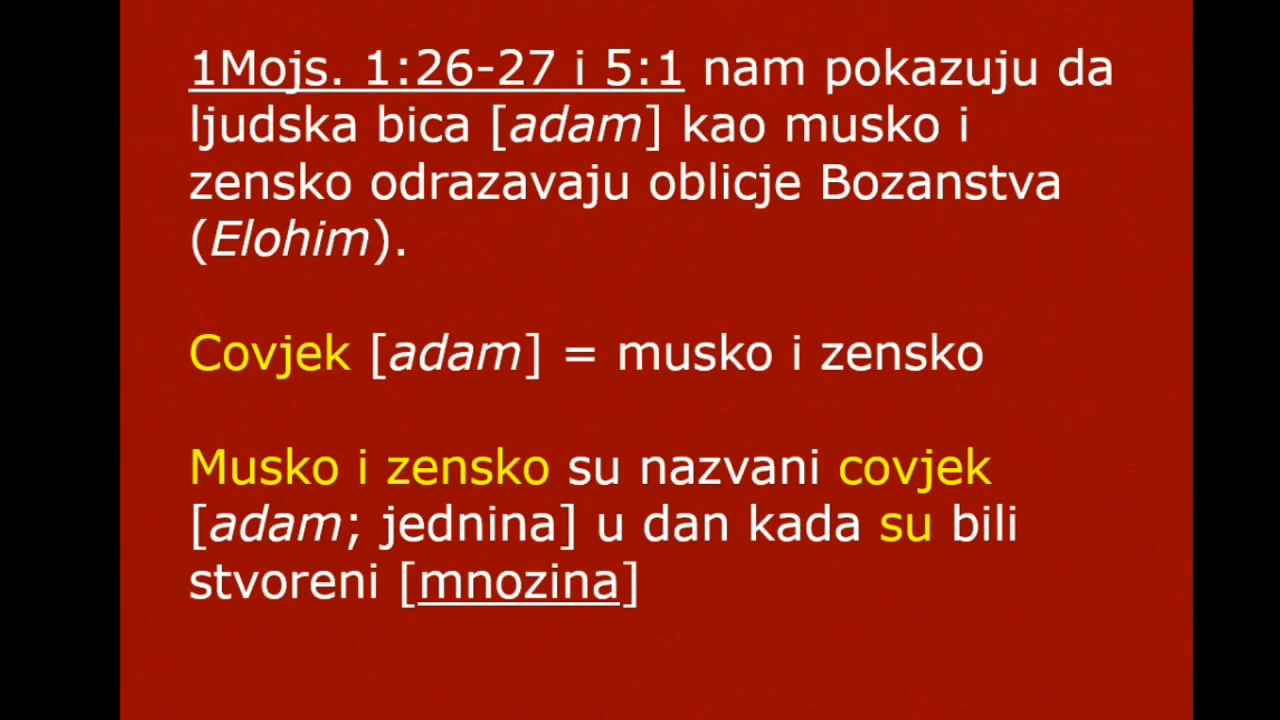 1Mojs. 1:26-27 i 5:1 nam pokazuju da
ljudska bica [adam] kao musko i
zensko odrazavaju oblicje Bozanstva
(Elohim).
Covjek [adam] = musko i zensko
Musko i zensko su nazvani covjek
[adam; jednina] u dan kada su bili
stvoreni [mnozina]